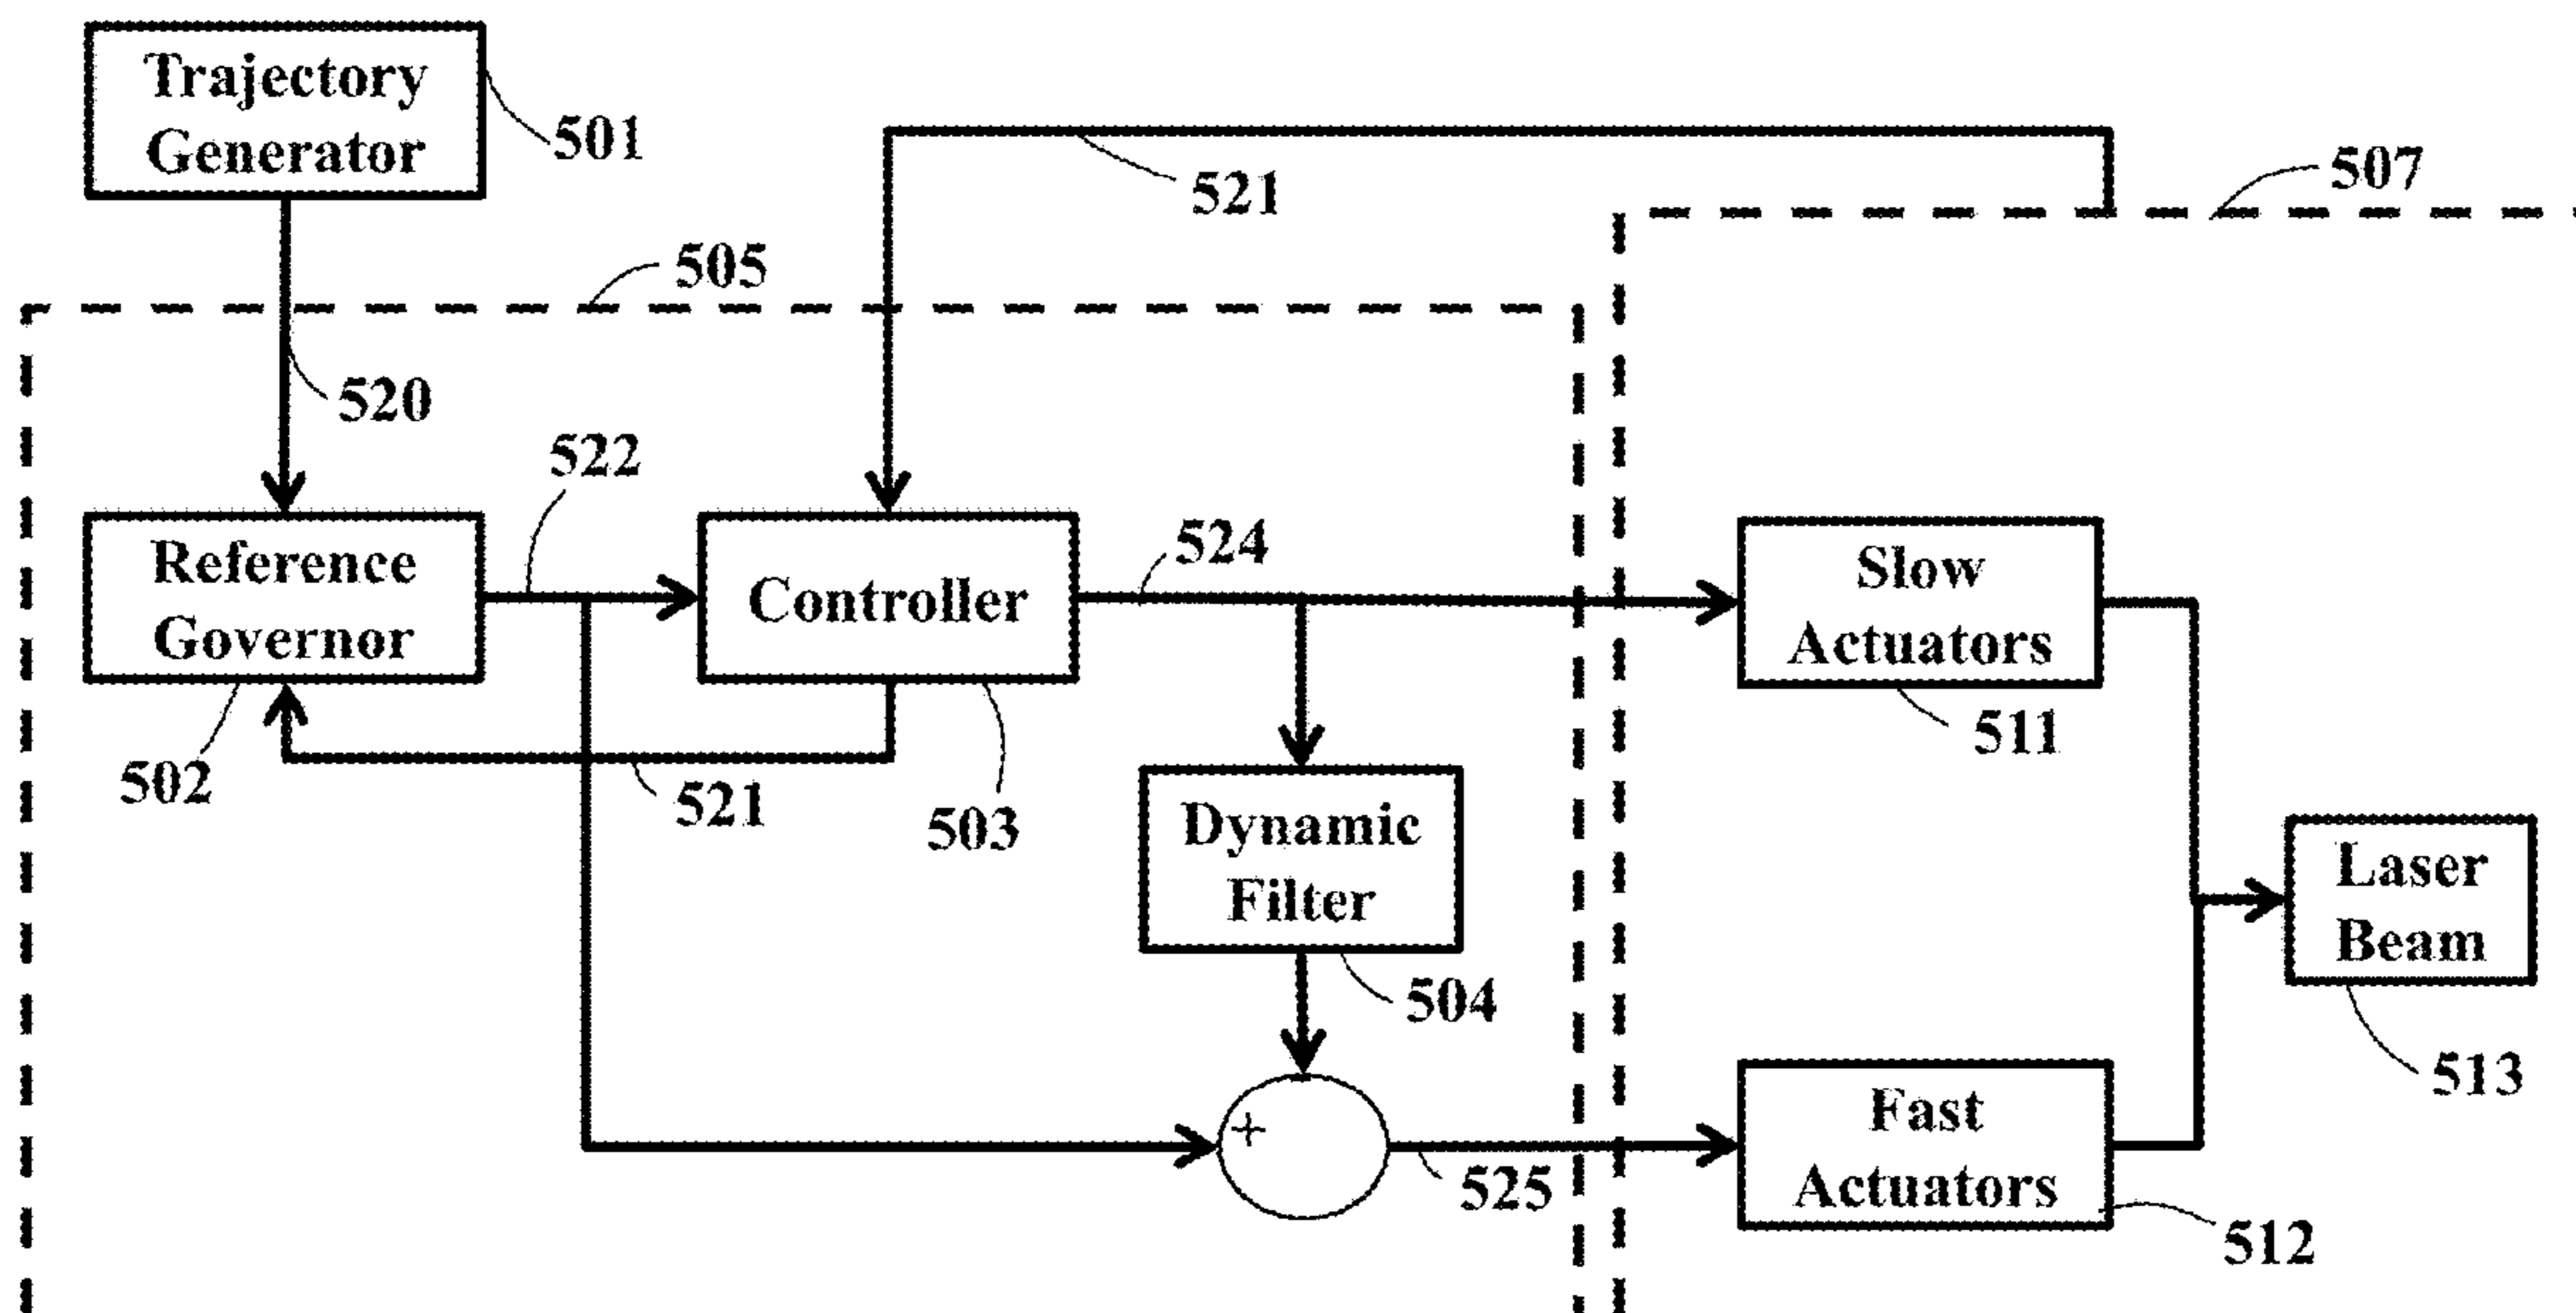 Trajectory
Generator
501
521
507
505
520
522
524
Reference
Governor
Controller
Slow
Actuators
502
521
503
511
Dynamic
Filter
504
Laser
Beam
513
+
525
Fast
Actuators
512